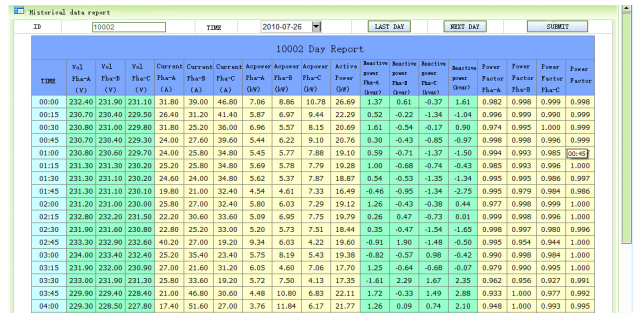 Historical data report
ID 10002 TIME 2010-07-26 LAST DAY NEXT DAY SUBMIT
10002 Day Report
TIME Vol Pha-A (V) Vol Pha-B (V) Vol Pha-C (V) Current Pha-A (A) Current Pha-B (A) Current Pha-C (A) Acpower Pha-A (kW) Acpower Pha-B (kW) Acpower Pha-C (kW) Active Power (kW) Reactive power Pha-A (kvar) Reactive power Pha-B (kvar) Reactive power Pha-C (kvar) Reactive power (kvar) Power Factor Pha-A Power Factor Pha-B Power Factor Pha-C Power Factor
00:00 232.40 231.90 231.10 31.80 39.00 46.80 7.06 8.86 10.78 26.69 1.37 0.61 -0.37 1.61 0.982 0.998 0.999 0.998
00:15 230.70 230.40 229.50 26.40 31.20 41.40 5.87 6.97 9.44 22.29 0.52 -0.22 -1.34 -1.04 0.996 0.999 0.990 0.999
00:30 230.80 231.00 229.80 31.80 25.20 36.00 6.96 5.57 8.15 20.69 1.61 -0.54 -0.17 0.90 0.974 0.995 1.000 0.999
00:45 230.70 230.40 229.30 24.00 27.60 39.60 5.44 6.22 9.10 20.76 0.30 -0.43 -0.85 -0.97 0.998 0.998 0.996 0.999
01:00 230.80 230.60 229.70 24.00 25.80 34.80 5.45 5.77 7.88 19.10 0.59 -0.71 -1.37 -1.50 0.994 0.993 0.985 00:45
01:15 231.30 231.30 230.20 25.20 25.80 34.80 5.69 5.78 7.79 19.28 1.00 -0.68 -0.74 -0.43 0.985 0.993 0.996 1.000
01:30 231.30 231.10 230.20 24.60 24.00 34.80 5.62 5.37 7.87 18.87 0.54 -0.53 -1.35 -1.34 0.995 0.995 0.986 0.997
01:45 231.30 231.10 230.10 19.80 21.00 32.40 4.54 4.61 7.33 16.49 -0.46 -0.95 -1.34 -2.75 0.995 0.979 0.984 0.986
02:00 231.20 231.00 230.00 25.80 27.00 32.40 5.80 6.03 7.29 19.12 1.26 -0.43 -0.38 0.44 0.977 0.998 0.999 1.000
02:15 232.80 232.20 231.50 22.20 30.60 33.60 5.09 6.95 7.75 19.79 0.26 0.47 -0.73 0.01 0.999 0.998 0.996 1.000
02:30 231.90 231.60 230.80 22.80 25.20 33.00 5.20 5.73 7.51 18.44 0.35 -0.47 -1.54 -1.65 0.998 0.997 0.980 0.996
02:45 233.30 232.90 232.60 40.20 27.00 19.20 9.34 6.03 4.22 19.60 -0.91 1.90 -1.48 -0.50 0.995 0.954 0.944 1.000
03:00 234.00 233.40 232.40 25.20 35.40 23.40 5.75 8.19 5.43 19.38 -0.82 -0.57 0.98 -0.42 0.990 0.998 0.984 1.000
03:15 231.90 232.00 230.90 27.00 21.60 31.20 6.05 4.60 7.06 17.70 1.25 -0.64 -0.68 -0.07 0.979 0.990 0.995 1.000
03:30 233.00 231.90 231.30 25.80 33.60 19.20 5.72 7.50 4.13 17.35 -1.61 2.29 1.67 2.35 0.962 0.956 0.927 0.991
03:45 229.90 229.40 228.40 21.00 46.80 30.60 4.48 10.80 6.83 22.11 1.72 -0.33 1.49 2.88 0.933 1.000 0.977 0.992
04:00 229.30 228.50 227.80 17.40 51.60 27.00 3.76 11.84 6.17 21.77 1.26 0.09 0.74 2.10 0.948 1.000 0.993 0.995